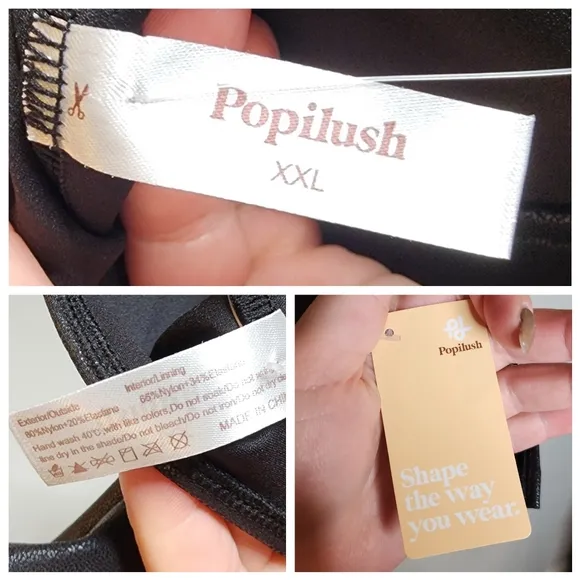 Popilush
XXL
Exterior/Outside
80%Nylon+20%Elastane
Interior/Linning
66%Nylon+34%Elastane
Hand wash 40°C,with like colors,Do not soak/Do not
line dry in the shade/Do not bleach/Do not iron/Do not dry
MADE IN CHI
Popilush
Shape
the way
you wear.